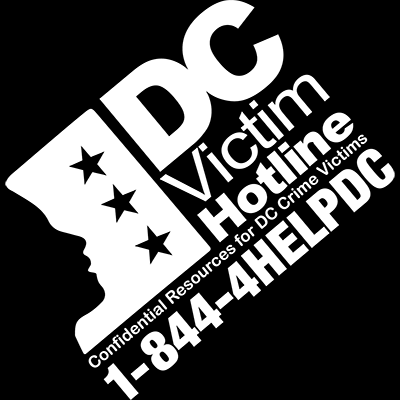 DC
Victim
Hotline
Confidential Resources for DC Crime Victims
1-844-4HELPDC